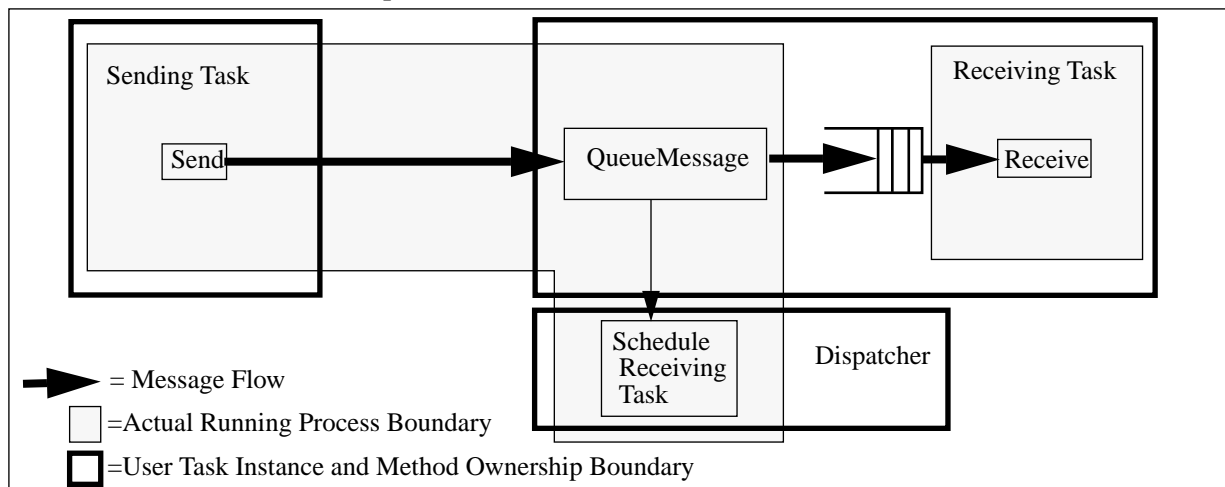 Sending Task
Receiving Task
Send
QueueMessage
Receive
Schedule
Receiving
Task
Dispatcher
= Message Flow
=Actual Running Process Boundary
=User Task Instance and Method Ownership Boundary